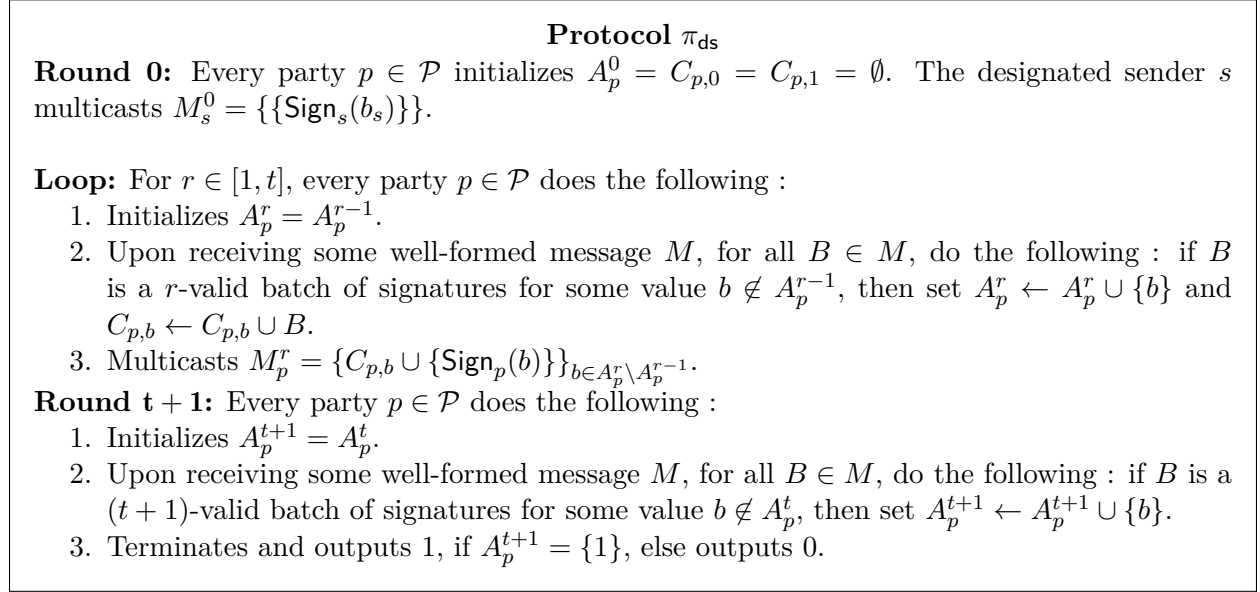 Protocol π_ds
Round 0: Every party p ∈ 𝒫 initializes A_p^0 = C_{p,0} = C_{p,1} = ∅. The designated sender s
multicasts M_s^0 = {{Sign_s(b_s)}}.
Loop: For r ∈ [1, t], every party p ∈ 𝒫 does the following :
1. Initializes A_p^r = A_p^{r−1}.
2. Upon receiving some well-formed message M, for all B ∈ M, do the following : if B
is a r-valid batch of signatures for some value b ∉ A_p^{r−1}, then set A_p^r ← A_p^r ∪ {b} and
C_{p,b} ← C_{p,b} ∪ B.
3. Multicasts M_p^r = {C_{p,b} ∪ {Sign_p(b)}}_{b∈A_p^r\A_p^{r−1}}.
Round t + 1: Every party p ∈ 𝒫 does the following :
1. Initializes A_p^{t+1} = A_p^t.
2. Upon receiving some well-formed message M, for all B ∈ M, do the following : if B is a
(t + 1)-valid batch of signatures for some value b ∉ A_p^t, then set A_p^{t+1} ← A_p^{t+1} ∪ {b}.
3. Terminates and outputs 1, if A_p^{t+1} = {1}, else outputs 0.